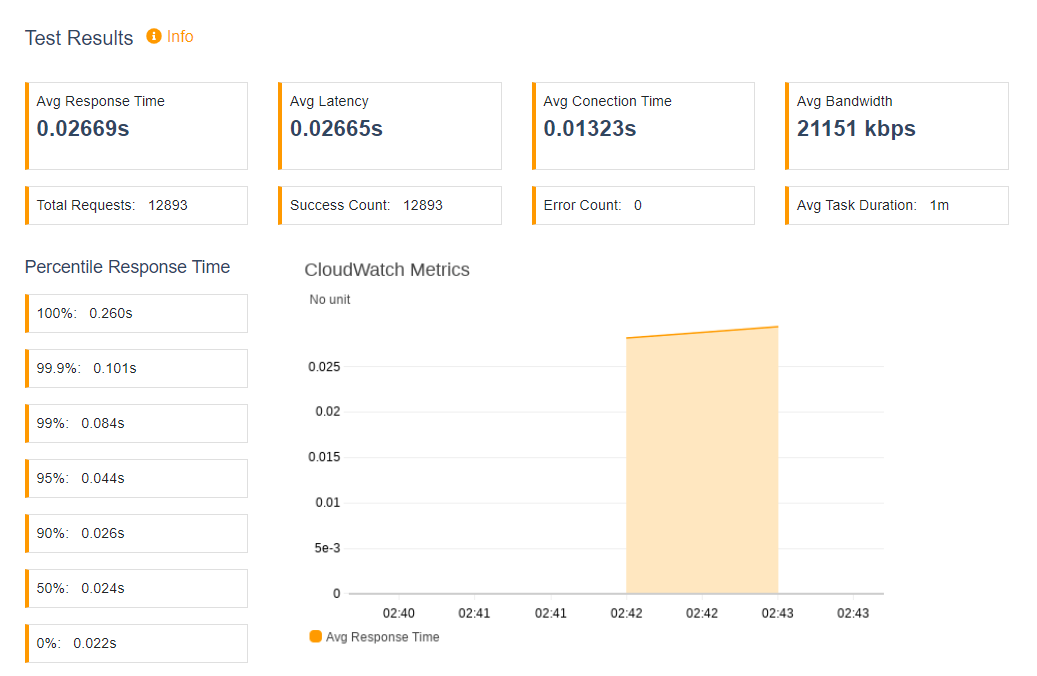 Test Results Info
Avg Response Time
0.02669s
Avg Latency
0.02665s
Avg Conection Time
0.01323s
Avg Bandwidth
21151 kbps
Total Requests: 12893
Success Count: 12893
Error Count: 0
Avg Task Duration: 1m
Percentile Response Time
100%: 0.260s
99.9%: 0.101s
99%: 0.084s
95%: 0.044s
90%: 0.026s
50%: 0.024s
0%: 0.022s
CloudWatch Metrics
No unit
0.025
0.02
0.015
0.01
5e-3
0
02:40 02:41 02:41 02:42 02:42 02:43 02:43
Avg Response Time